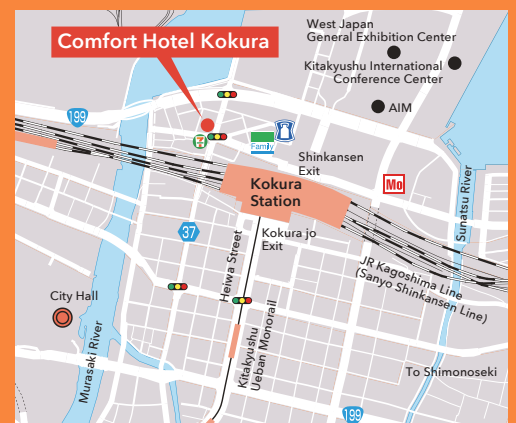 West Japan
General Exhibition Center
Comfort Hotel Kokura
Kitakyushu International
Conference Center
AIM
199
7
Family
Shinkansen
Exit
Mo
Kokura
Station
Sunatsu River
37
Heiwa Street
Kokura jo
Exit
JR Kagoshima Line
(Sanyo Shinkansen Line)
City Hall
Murasaki River
Kitakyushu
Ueban Monorail
To Shimonoseki
199